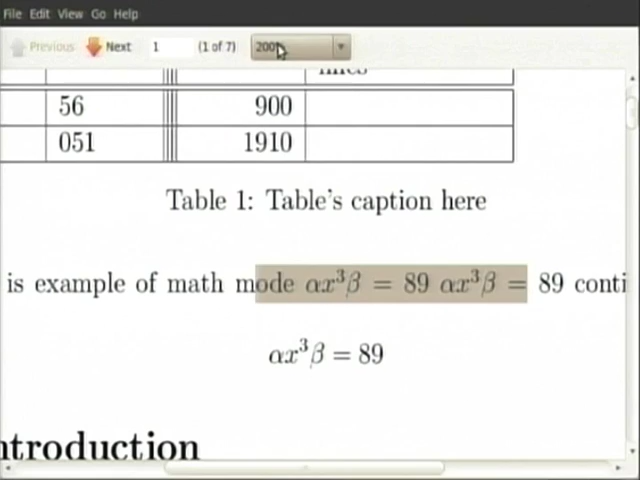 File Edit View Go Help
Previous Next 1 (1 of 7)
56 900
051 1910
Table 1: Table's caption here
is example of math mode αx³β = 89 αx³β = 89 conti
αx³β = 89
ntroduction